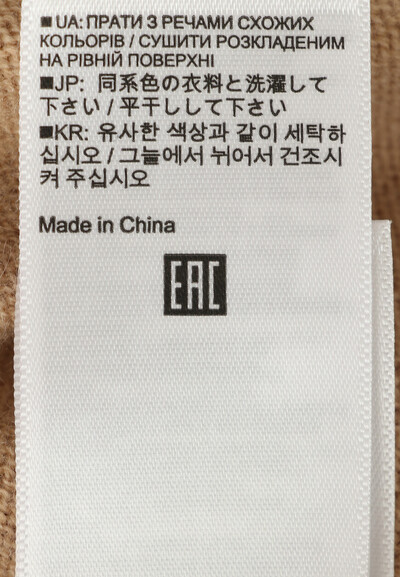 ■ UA: ПРАТИ З РЕЧАМИ СХОЖИХ
КОЛЬОРІВ / СУШИТИ РОЗКЛАДЕНИМ
НА РІВНІЙ ПОВЕРХНІ
■JP: 同系色の衣料と洗濯して
下さい / 平干しして下さい
■KR: 유사한 색상과 같이 세탁하
십시오 / 그늘에서 뉘어서 건조시
켜 주십시오
Made in China
EAC